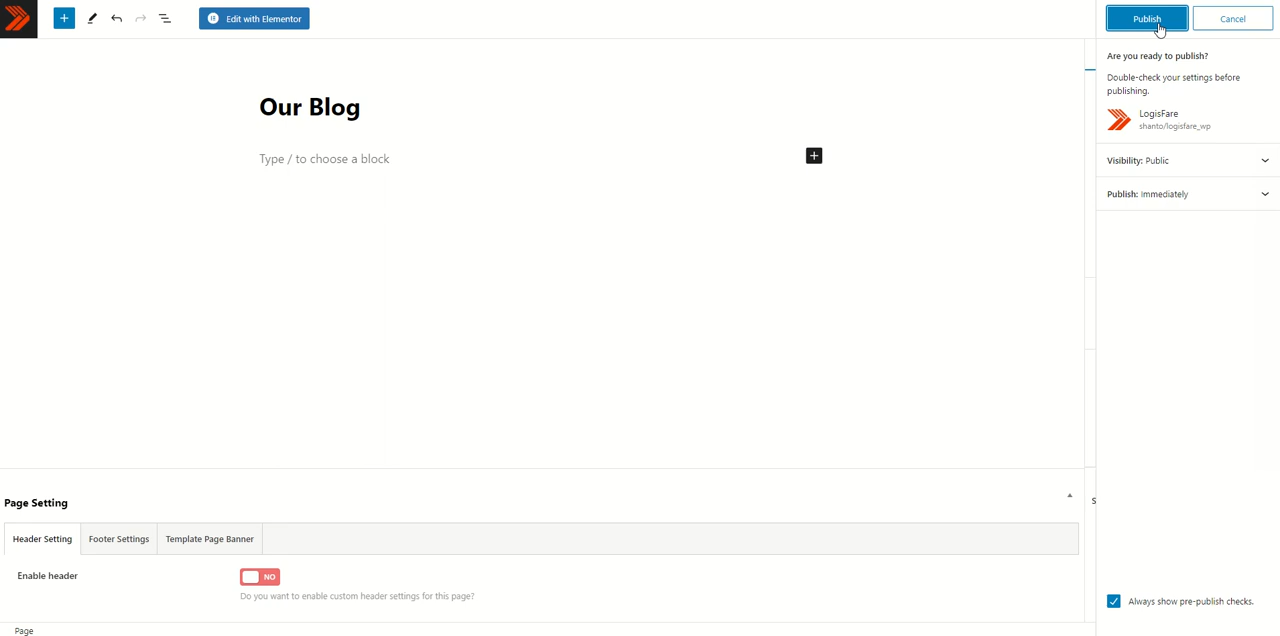 Edit with Elementor
Publish
Cancel
Are you ready to publish?
Double-check your settings before
publishing.
LogisFare
shanto/logisfare_wp
Visibility: Public
Publish: Immediately
Our Blog
Type / to choose a block
Page Setting
S
Header Setting
Footer Settings
Template Page Banner
Enable header
NO
Do you want to enable custom header settings for this page?
Always show pre-publish checks.
Page